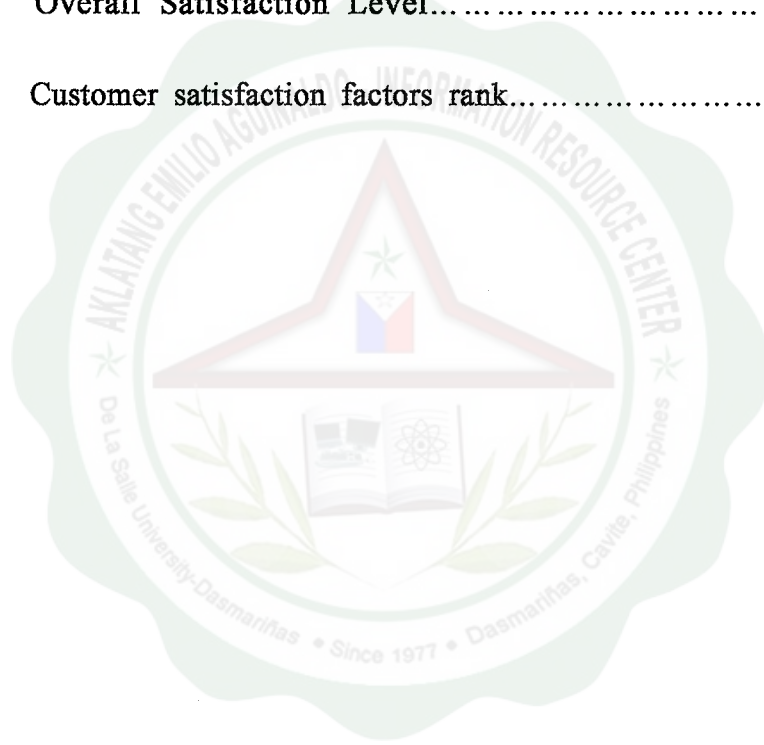 Overall Satisfaction Level... ... ... ... ... ... ... ... ... ...
Customer satisfaction factors rank... ... ... ... ... ... ... ...
AKLATANG EMILIO AGUINALDO INFORMATION RESOURCE CENTER
De La Salle University-Dasmariñas • Since 1977 • Dasmariñas, Cavite, Philippines